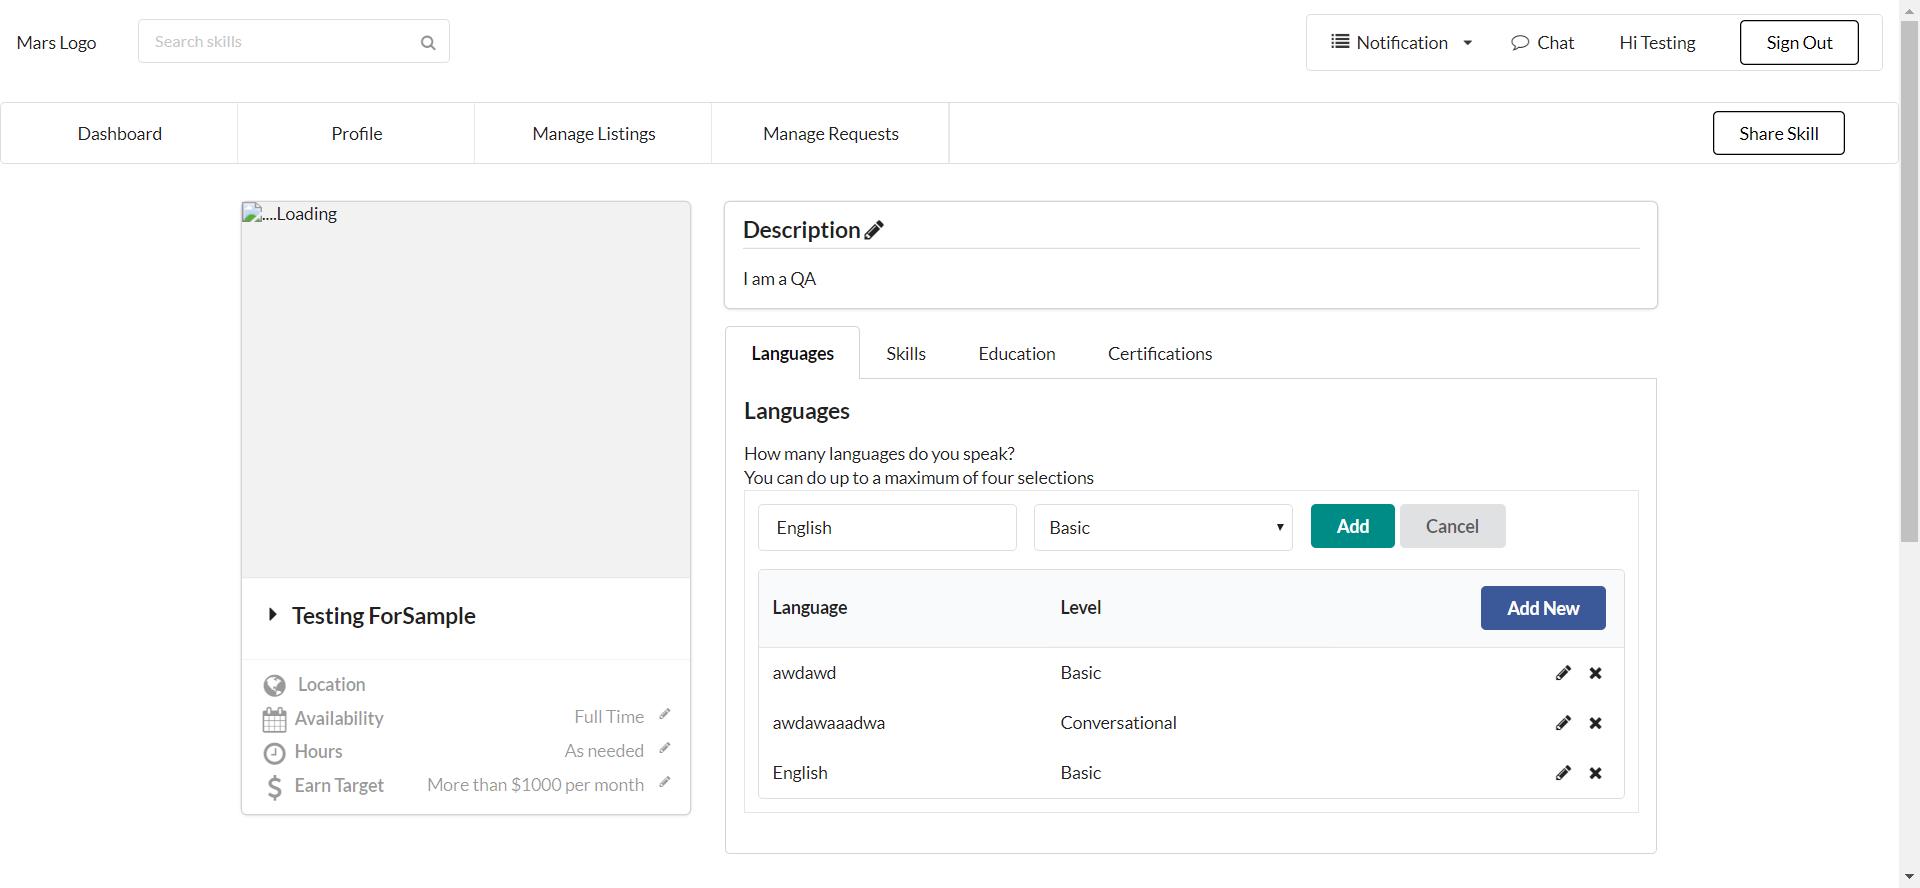 Mars Logo
Search skills
Notification
Chat
Hi Testing
Sign Out
Dashboard
Profile
Manage Listings
Manage Requests
Share Skill
....Loading
Testing ForSample
Location
Availability Full Time
Hours As needed
Earn Target More than $1000 per month
Description
I am a QA
Languages Skills Education Certifications
Languages
How many languages do you speak?
You can do up to a maximum of four selections
English Basic Add Cancel
Language Level Add New
awdawd Basic
awdawaaadwa Conversational
English Basic